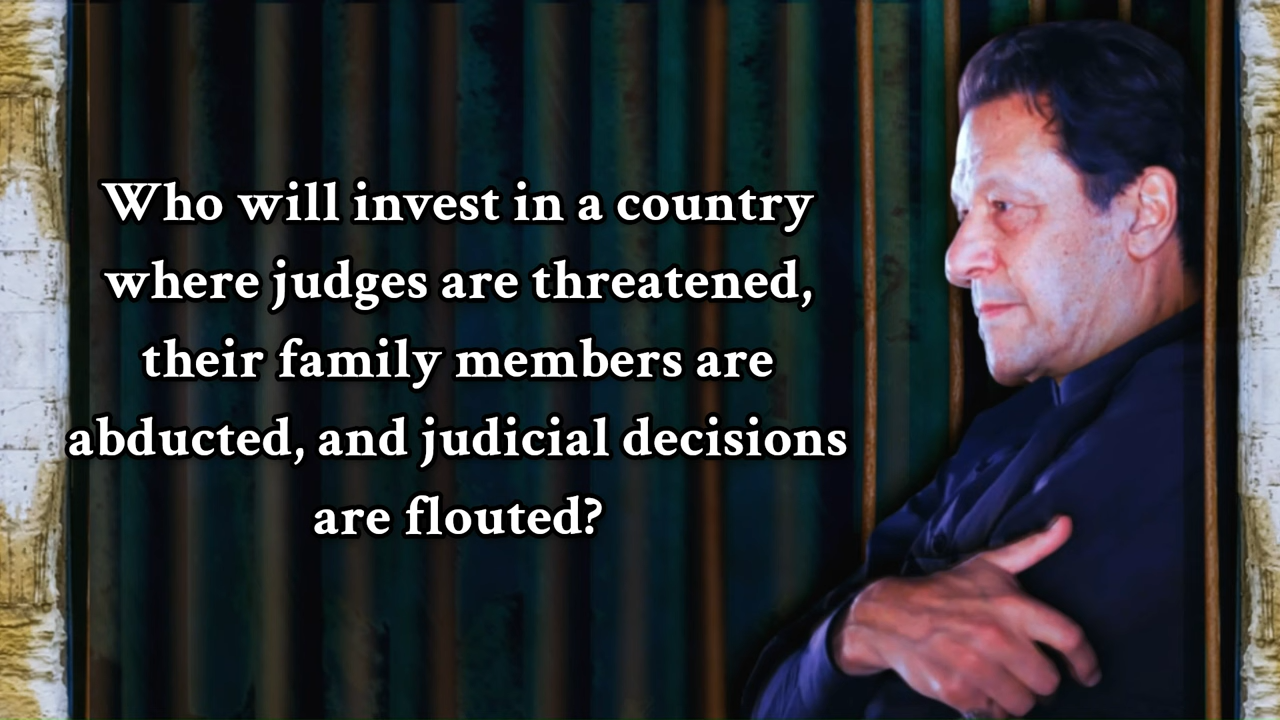 Who will invest in a country
where judges are threatened,
their family members are
abducted, and judicial decisions
are flouted?